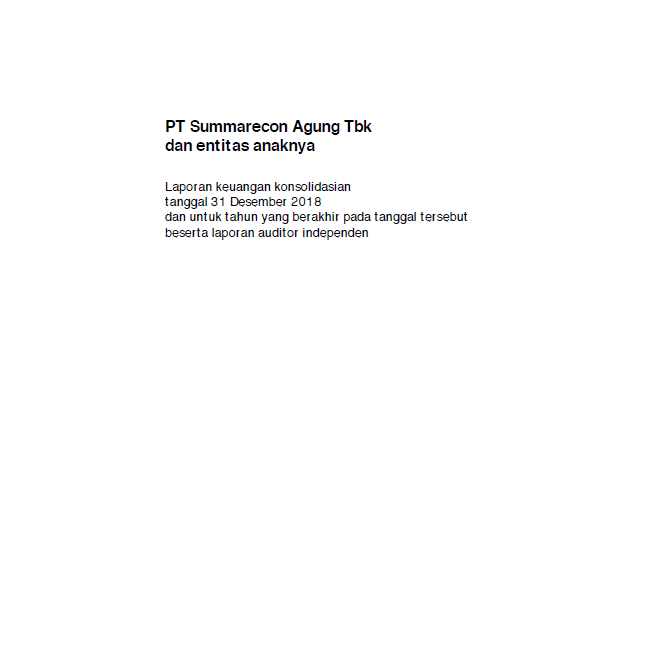 PT Summarecon Agung Tbk
dan entitas anaknya
Laporan keuangan konsolidasian
tanggal 31 Desember 2018
dan untuk tahun yang berakhir pada tanggal tersebut
beserta laporan auditor independen